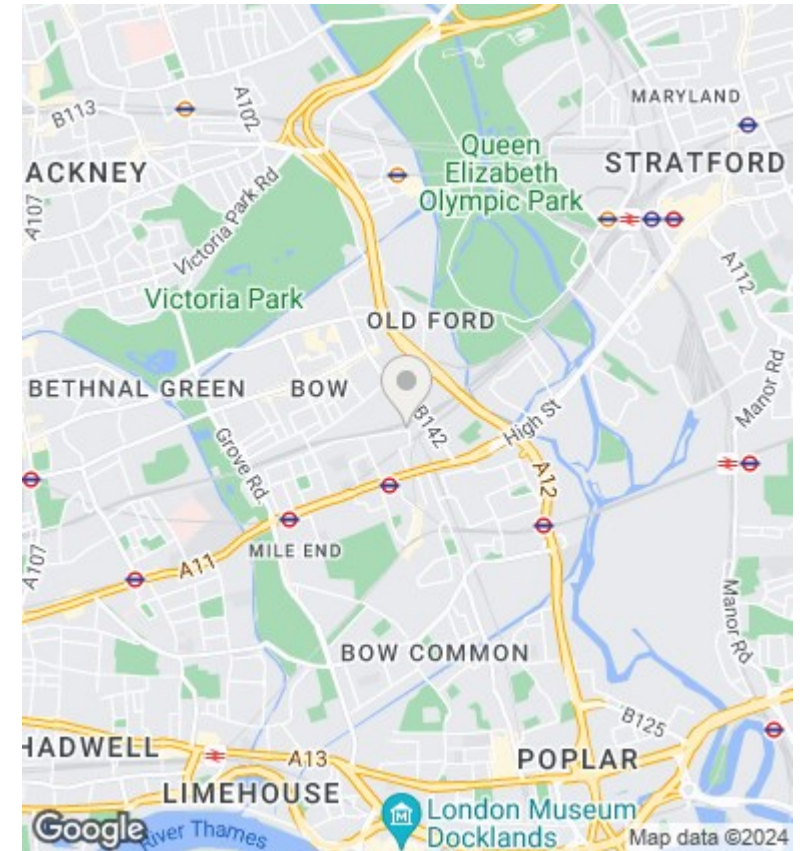 B113
A102
MARYLAND
ACKNEY
Queen
Elizabeth
Olympic Park
STRATFORD
A107
Victoria Park Rd
A112
Victoria Park
OLD FORD
BETHNAL GREEN
BOW
Manor Rd
B142
High St
Grove Rd
A12
MILE END
A11
A107
Manor Rd
BOW COMMON
B125
HADWELL
A13
POPLAR
LIMEHOUSE
London Museum
Docklands
Google
River Thames
Map data ©2024